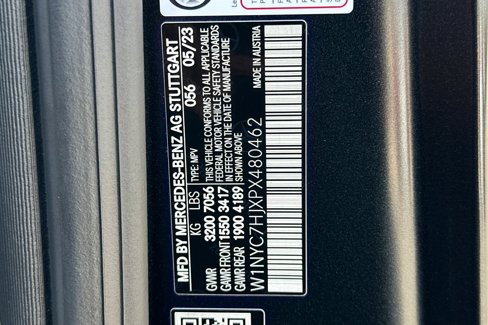 MFD BY MERCEDES-BENZ AG STUTTGART
056 05/23
THIS VEHICLE CONFORMS TO ALL APPLICABLE
FEDERAL MOTOR VEHICLE SAFETY STANDARDS
IN EFFECT ON THE DATE OF MANUFACTURE
SHOWN ABOVE
TYPE: MPV
MADE IN AUSTRIA
KG LBS
GVWR 3200 7056
GAWR FRONT 1550 3417
GAWR REAR 1900 4189
W1NYC7HJXPX480462